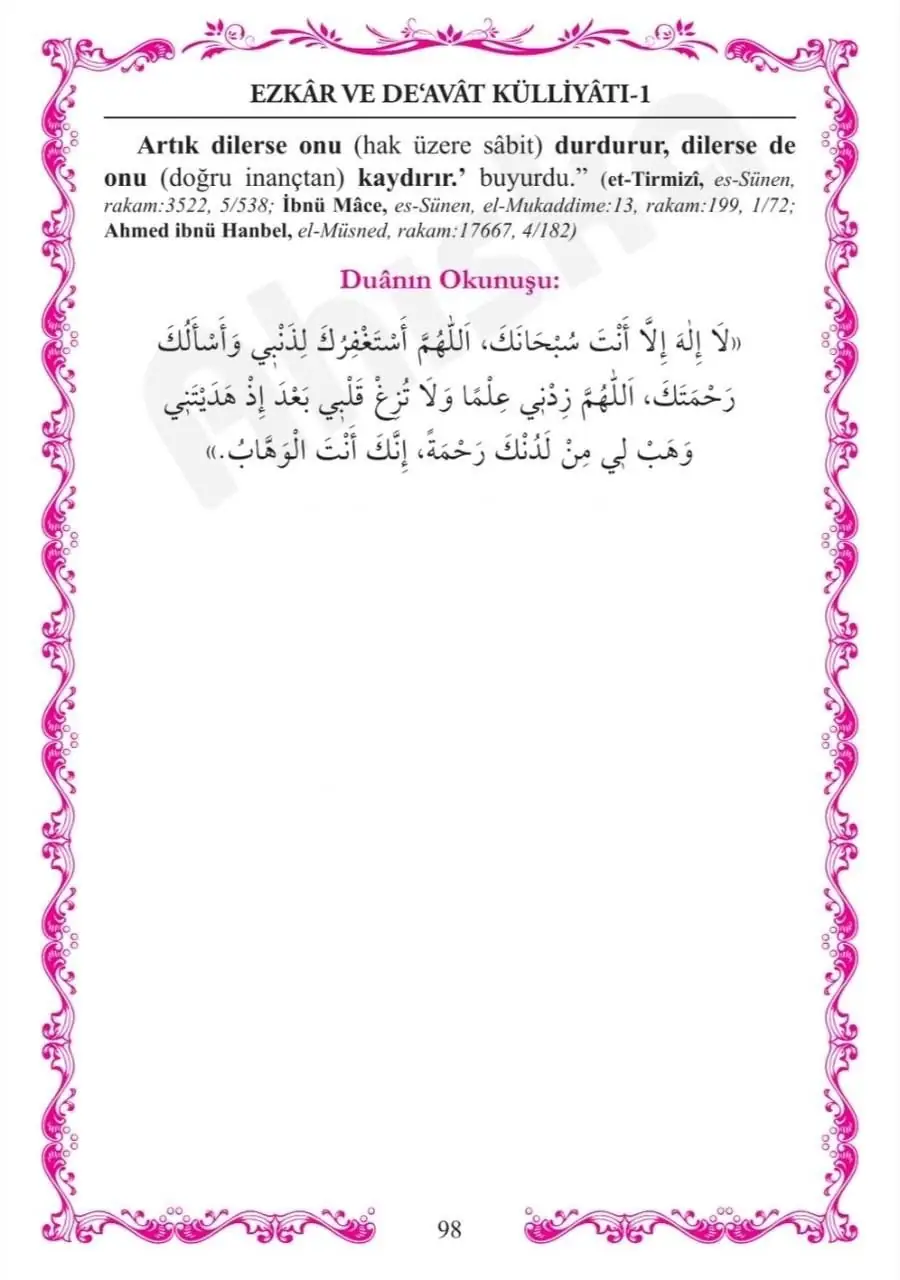 EZKÂR VE DE‘AVÂT KÜLLİYÂTI-1
Artık dilerse onu (hak üzere sâbit) durdurur, dilerse de
onu (doğru inançtan) kaydırır.’ buyurdu.” (et-Tirmizî, es-Sünen,
rakam:3522, 5/538; İbnü Mâce, es-Sünen, el-Mukaddime:13, rakam:199, 1/72;
Ahmed ibnü Hanbel, el-Müsned, rakam:17667, 4/182)
Duânın Okunuşu:
«لَا إِلٰهَ إِلَّا أَنْتَ سُبْحَانَكَ، اَللّٰهُمَّ أَسْتَغْفِرُكَ لِذَنْبِي وَأَسْأَلُكَ
رَحْمَتَكَ، اَللّٰهُمَّ زِدْنِي عِلْمًا وَلَا تُزِغْ قَلْبِي بَعْدَ إِذْ هَدَيْتَنِي
وَهَبْ لِي مِنْ لَدُنْكَ رَحْمَةً، إِنَّكَ أَنْتَ الْوَهَّابُ.»
98